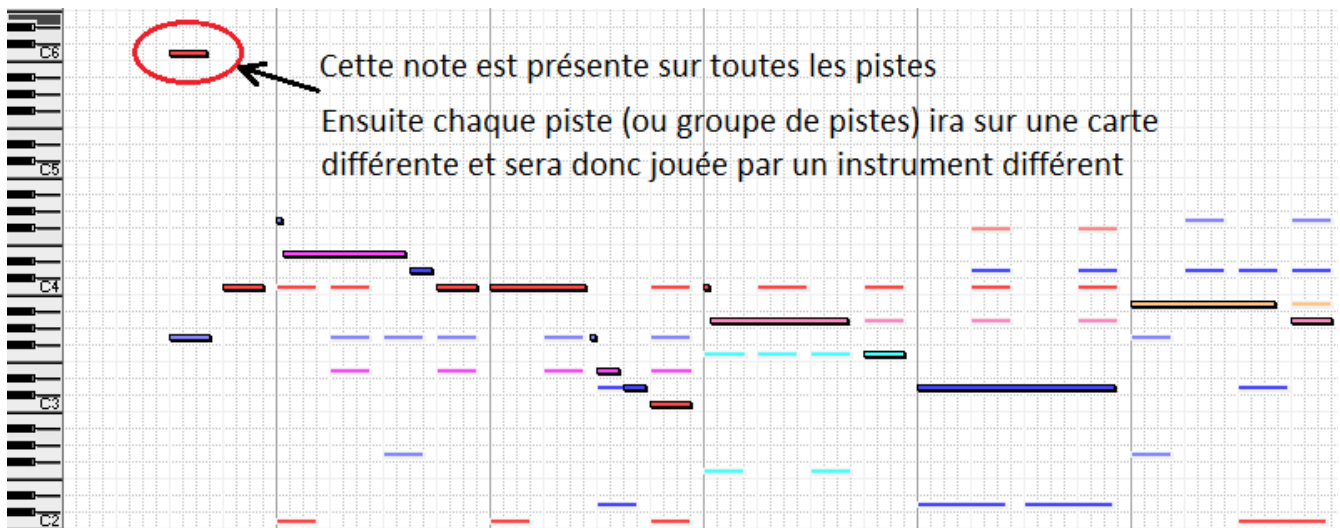 C6
Cette note est présente sur toutes les pistes
Ensuite chaque piste (ou groupe de pistes) ira sur une carte
différente et sera donc jouée par un instrument différent
C5
C4
C3
C2